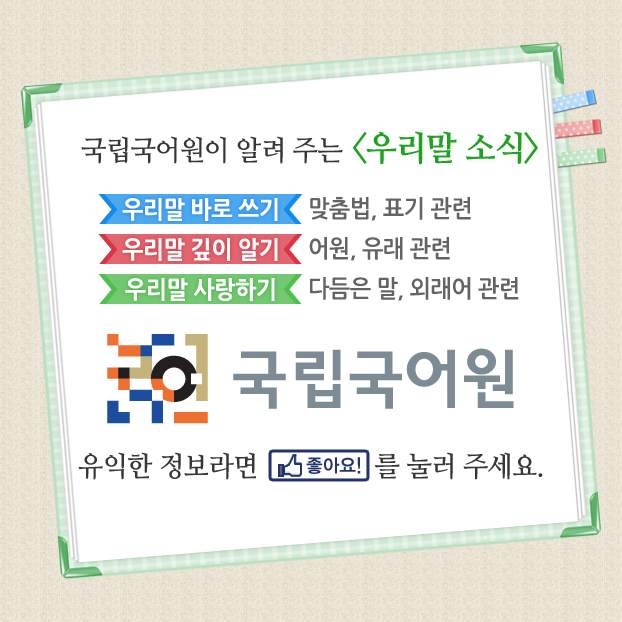 국립국어원이 알려 주는 <우리말 소식>
우리말 바로 쓰기 맞춤법, 표기 관련
우리말 깊이 알기 어원, 유래 관련
우리말 사랑하기 다듬은 말, 외래어 관련
국립국어원
유익한 정보라면 좋아요! 를 눌러 주세요.